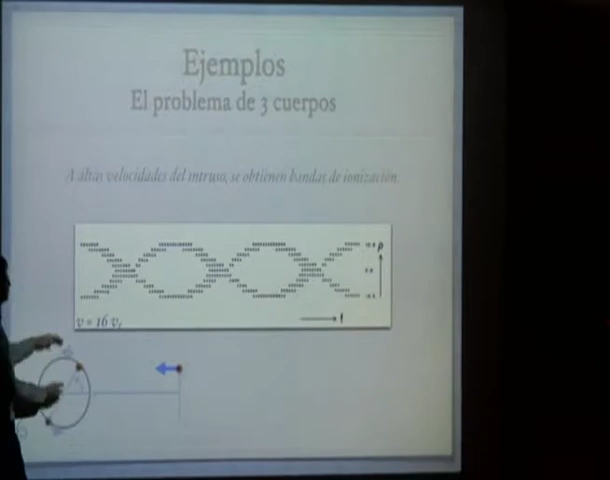 Ejemplos
El problema de 3 cuerpos
A altas velocidades del intruso, se obtienen bandas de ionización.
ρ
v = 16 v
t